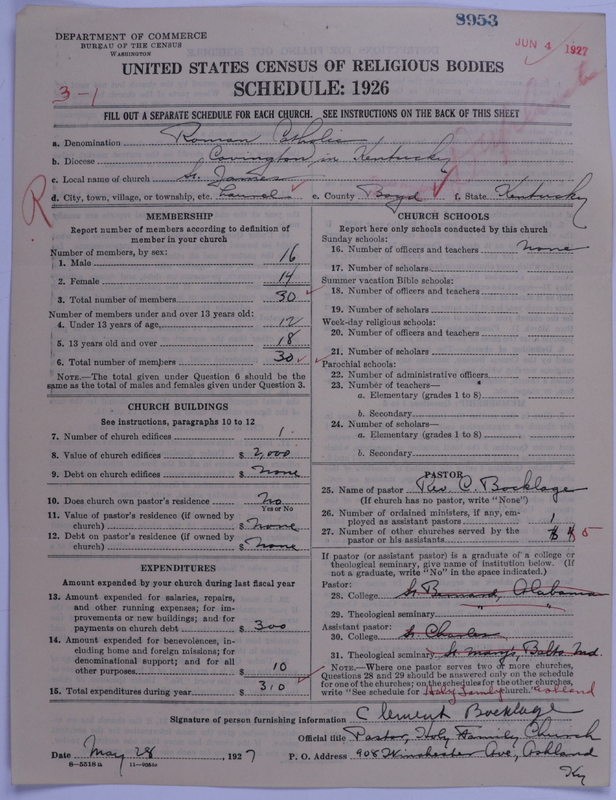 8953
DEPARTMENT OF COMMERCE
BUREAU OF THE CENSUS
WASHINGTON
JUN 4 1927
UNITED STATES CENSUS OF RELIGIOUS BODIES
3-1
SCHEDULE: 1926
FILL OUT A SEPARATE SCHEDULE FOR EACH CHURCH. SEE INSTRUCTIONS ON THE BACK OF THIS SHEET
a. Denomination Roman Catholic
b. Diocese Covington in Kentucky
c. Local name of church St. James
d. City, town, village, or township, etc. Laurel e. County Boyd f. State Kentucky
R
MEMBERSHIP
Report number of members according to definition of
member in your church
Number of members, by sex:
1. Male 16
2. Female 14
3. Total number of members 30
Number of members under and over 13 years old:
4. Under 13 years of age, 12
5. 13 years old and over 18
6. Total number of members 30
NOTE.—The total given under Question 6 should be the
same as the total of males and females given under Question 3.
CHURCH BUILDINGS
See instructions, paragraphs 10 to 12
7. Number of church edifices 1
8. Value of church edifices $ 2,000
9. Debt on church edifices $ None
10. Does church own pastor's residence No
Yes or No
11. Value of pastor's residence (if owned by
church) $ None
12. Debt on pastor's residence (if owned by
church) $ None
EXPENDITURES
Amount expended by your church during last fiscal year
13. Amount expended for salaries, repairs,
and other running expenses; for im-
provements or new buildings; and for
payments on church debt $ 300
14. Amount expended for benevolences, in-
cluding home and foreign missions; for
denominational support; and for all
other purposes $ 10
15. Total expenditures during year $ 310
CHURCH SCHOOLS
Report here only schools conducted by this church
Sunday schools:
16. Number of officers and teachers None
17. Number of scholars
Summer vacation Bible schools:
18. Number of officers and teachers
19. Number of scholars
Week-day religious schools:
20. Number of officers and teachers
21. Number of scholars
Parochial schools:
22. Number of administrative officers
23. Number of teachers—
a. Elementary (grades 1 to 8)
b. Secondary
24. Number of scholars—
a. Elementary (grades 1 to 8)
b. Secondary
PASTOR
25. Name of pastor Rev C. Bocklage
(If church has no pastor, write "None")
26. Number of ordained ministers, if any, em-
ployed as assistant pastors 1
27. Number of other churches served by the
pastor or his assistants 5
If pastor (or assistant pastor) is a graduate of a college or
theological seminary, give name of institution below. (If
not a graduate, write "No" in the space indicated.)
Pastor:
28. College St. Bernard, Alabama
29. Theological seminary " "
Assistant pastor:
30. College St Charles
31. Theological seminary St Marys, Balto Md.
NOTE.—Where one pastor serves two or more churches,
Questions 28 and 29 should be answered only on the schedule
for one of the churches; on the schedules for the other churches,
write "See schedule for Holy Family church." Ashland
Signature of person furnishing information Clement Bocklage
Official title Pastor, Holy Family Church
Date May 28, 1927 P. O. Address 908 Winchester Ave, Ashland
Ky
8—5518 a 11—9034